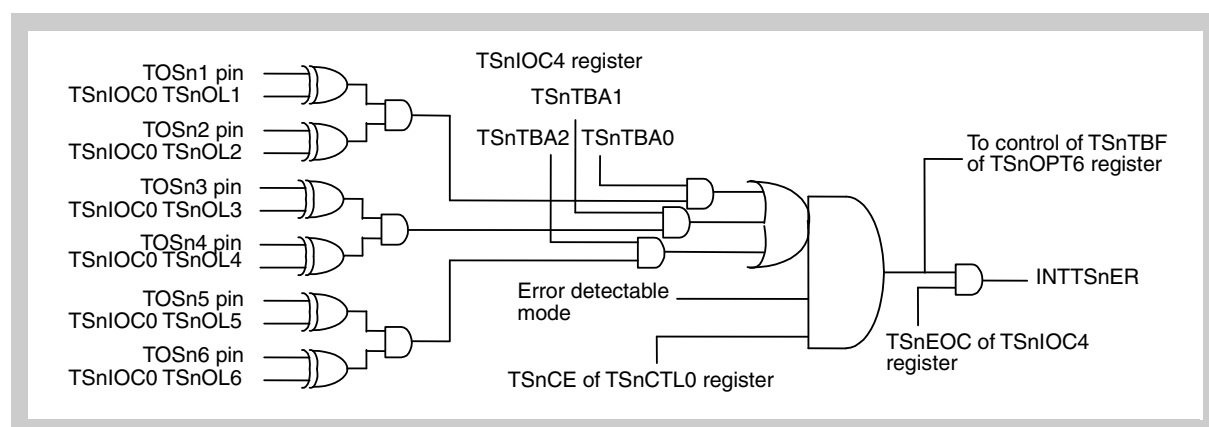 TOSn1 pin
TSnIOC0 TSnOL1
TOSn2 pin
TSnIOC0 TSnOL2
TOSn3 pin
TSnIOC0 TSnOL3
TOSn4 pin
TSnIOC0 TSnOL4
TOSn5 pin
TSnIOC0 TSnOL5
TOSn6 pin
TSnIOC0 TSnOL6
TSnIOC4 register
TSnTBA1
TSnTBA2
TSnTBA0
Error detectable
mode
TSnCE of TSnCTL0 register
To control of TSnTBF
of TSnOPT6 register
INTTSnER
TSnEOC of TSnIOC4
register